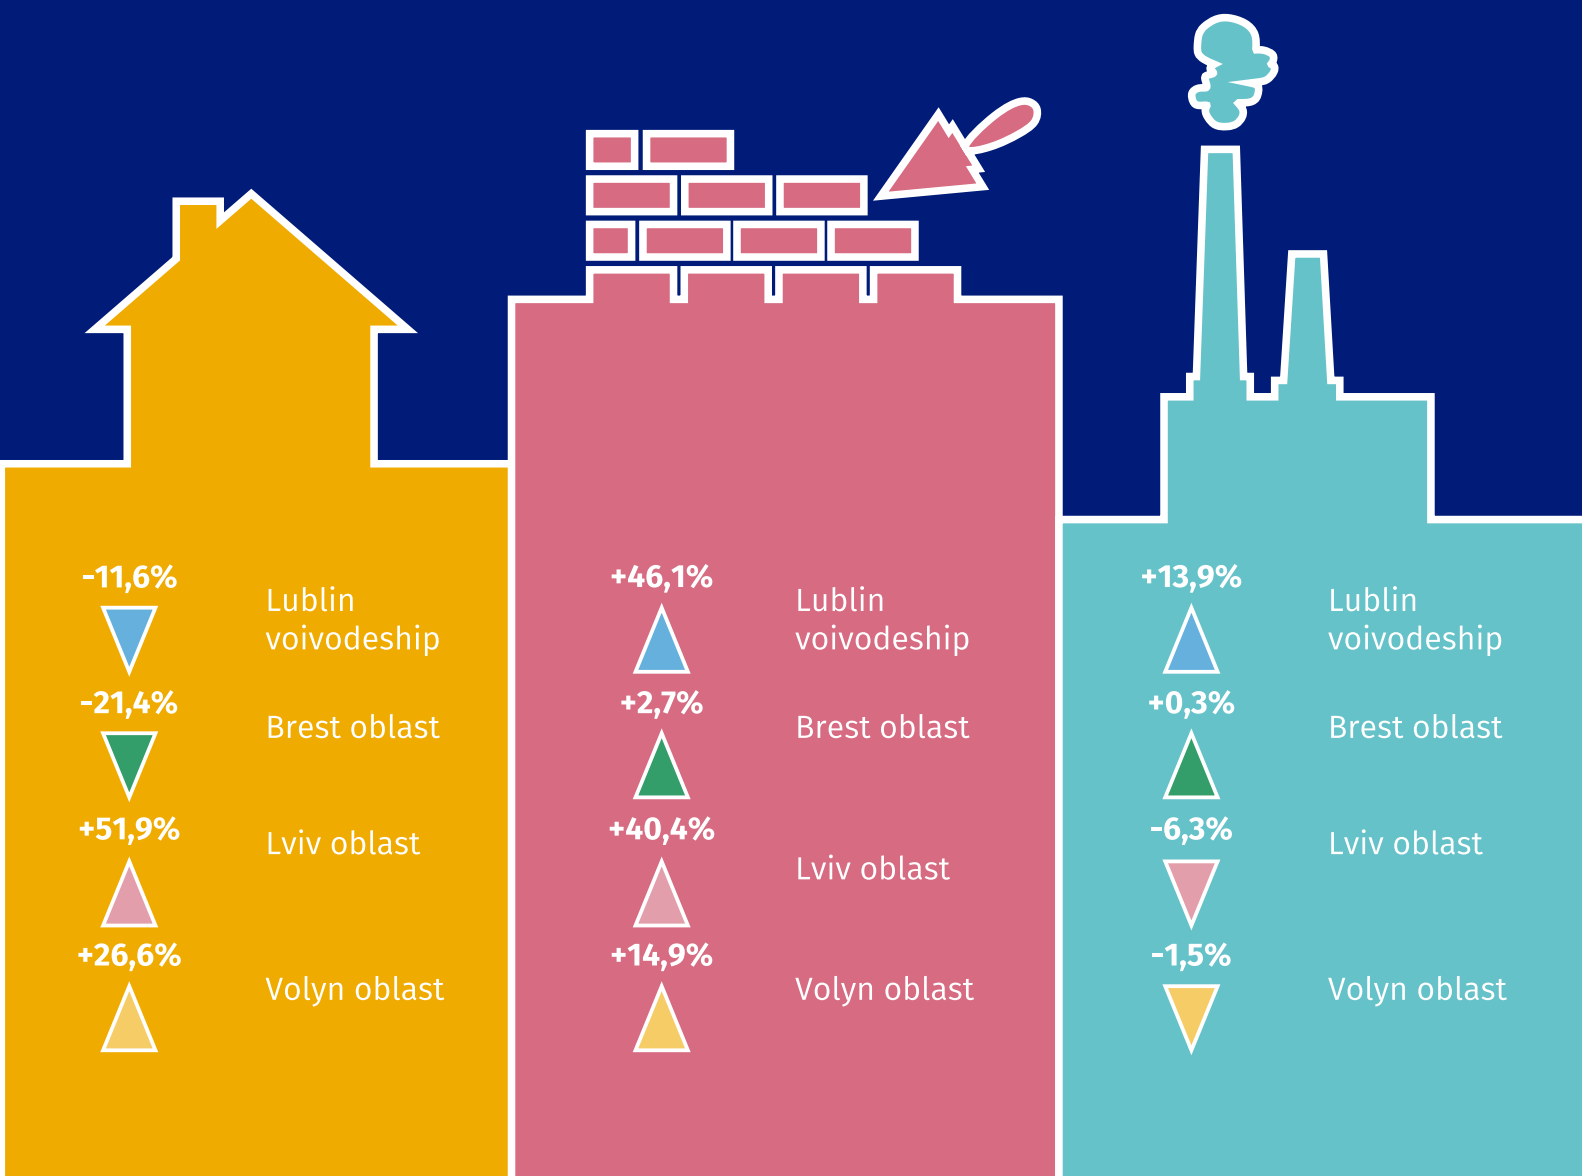 -11,6%
Lublin
voivodeship
-21,4%
Brest oblast
+51,9%
Lviv oblast
+26,6%
Volyn oblast
+46,1%
Lublin
voivodeship
+2,7%
Brest oblast
+40,4%
Lviv oblast
+14,9%
Volyn oblast
+13,9%
Lublin
voivodeship
+0,3%
Brest oblast
-6,3%
Lviv oblast
-1,5%
Volyn oblast